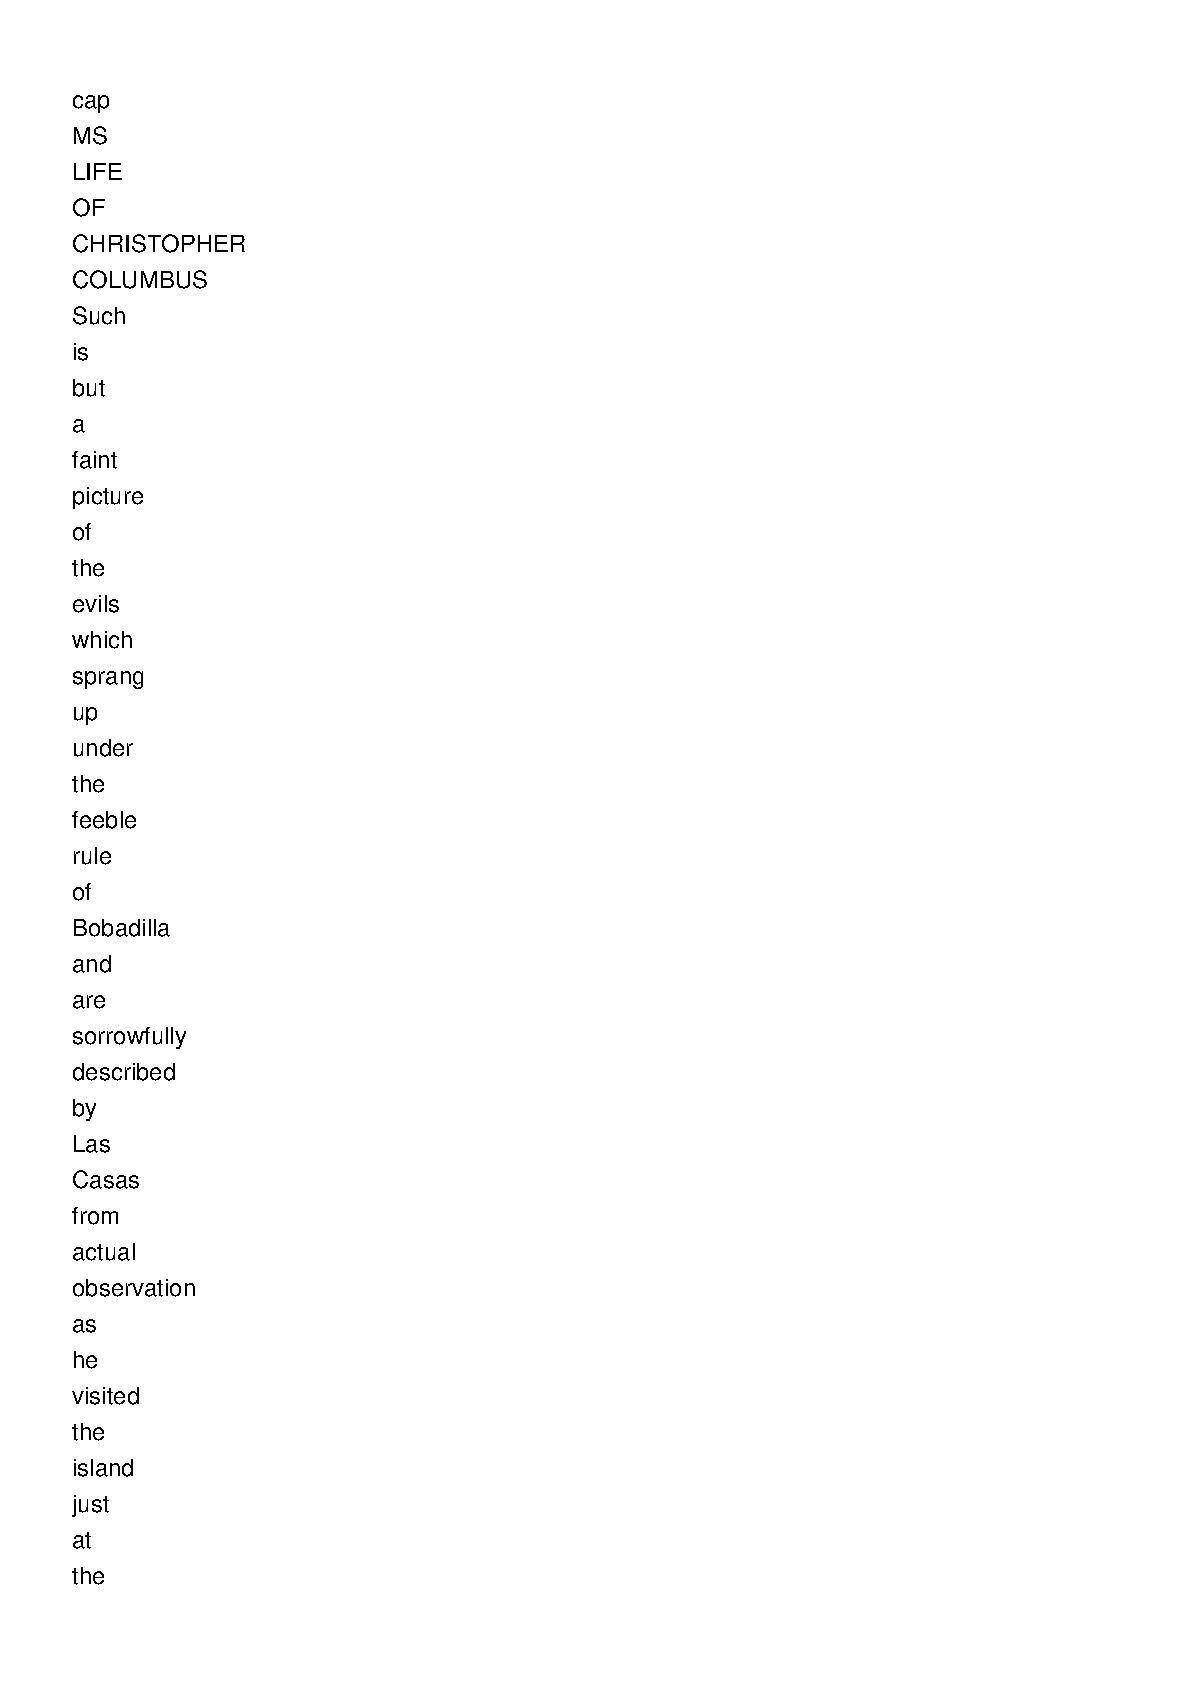 cap
MS
LIFE
OF
CHRISTOPHER
COLUMBUS
Such
is
but
a
faint
picture
of
the
evils
which
sprang
up
under
the
feeble
rule
of
Bobadilla
and
are
sorrowfully
described
by
Las
Casas
from
actual
observation
as
he
visited
the
island
just
at
the